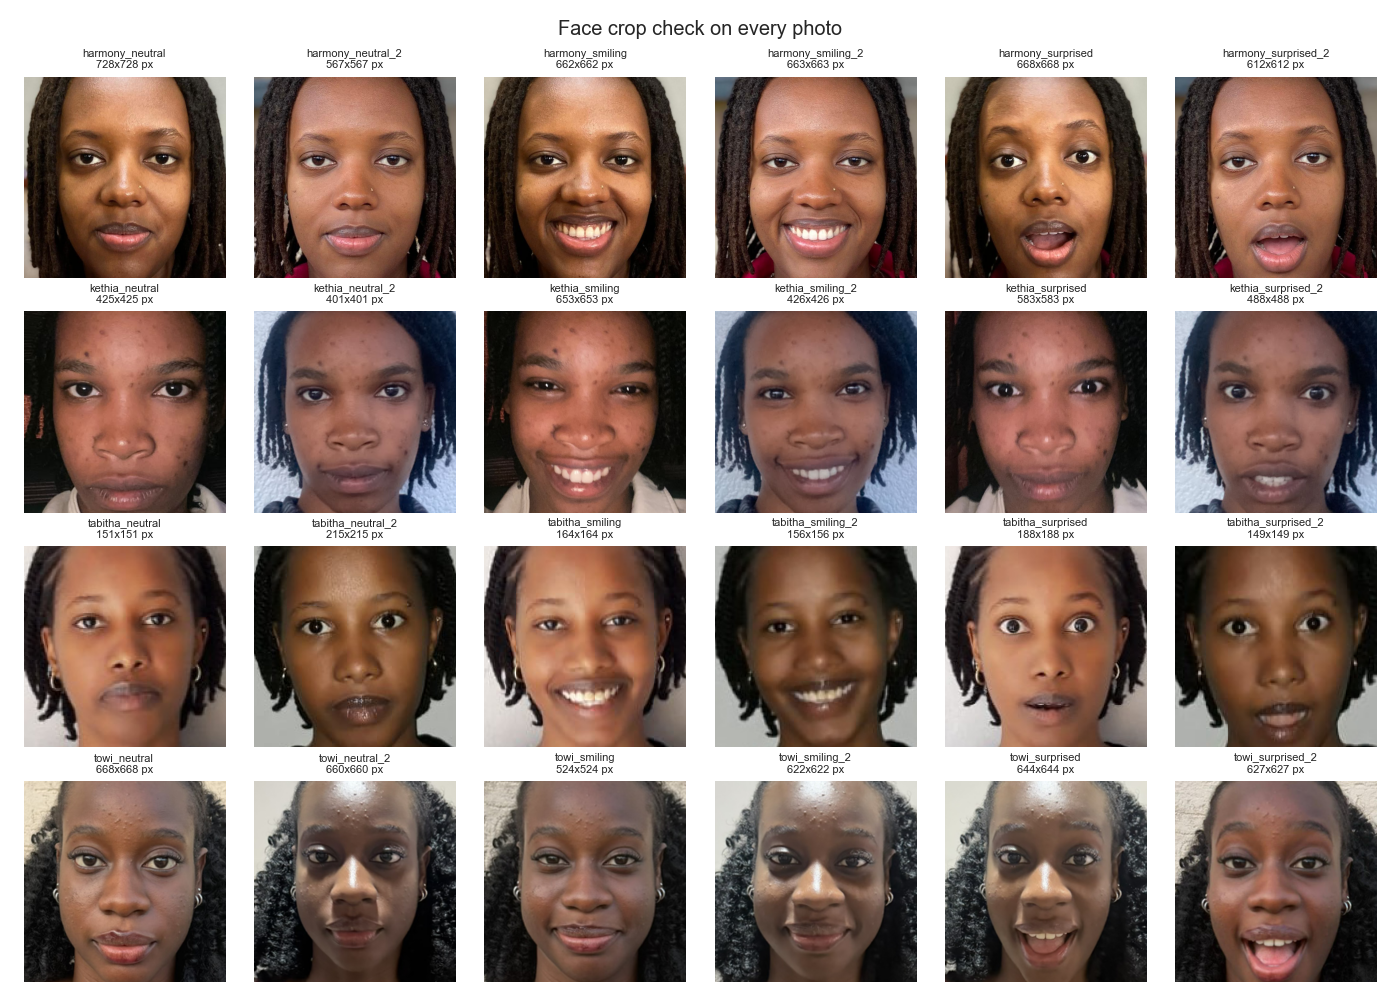 Face crop check on every photo
harmony_neutral
728x728 px
harmony_neutral_2
567x567 px
harmony_smiling
662x662 px
harmony_smiling_2
663x663 px
harmony_surprised
668x668 px
harmony_surprised_2
612x612 px
kethia_neutral
425x425 px
kethia_neutral_2
401x401 px
kethia_smiling
653x653 px
kethia_smiling_2
426x426 px
kethia_surprised
583x583 px
kethia_surprised_2
488x488 px
tabitha_neutral
151x151 px
tabitha_neutral_2
215x215 px
tabitha_smiling
164x164 px
tabitha_smiling_2
156x156 px
tabitha_surprised
188x188 px
tabitha_surprised_2
149x149 px
towi_neutral
668x668 px
towi_neutral_2
660x660 px
towi_smiling
524x524 px
towi_smiling_2
622x622 px
towi_surprised
644x644 px
towi_surprised_2
627x627 px